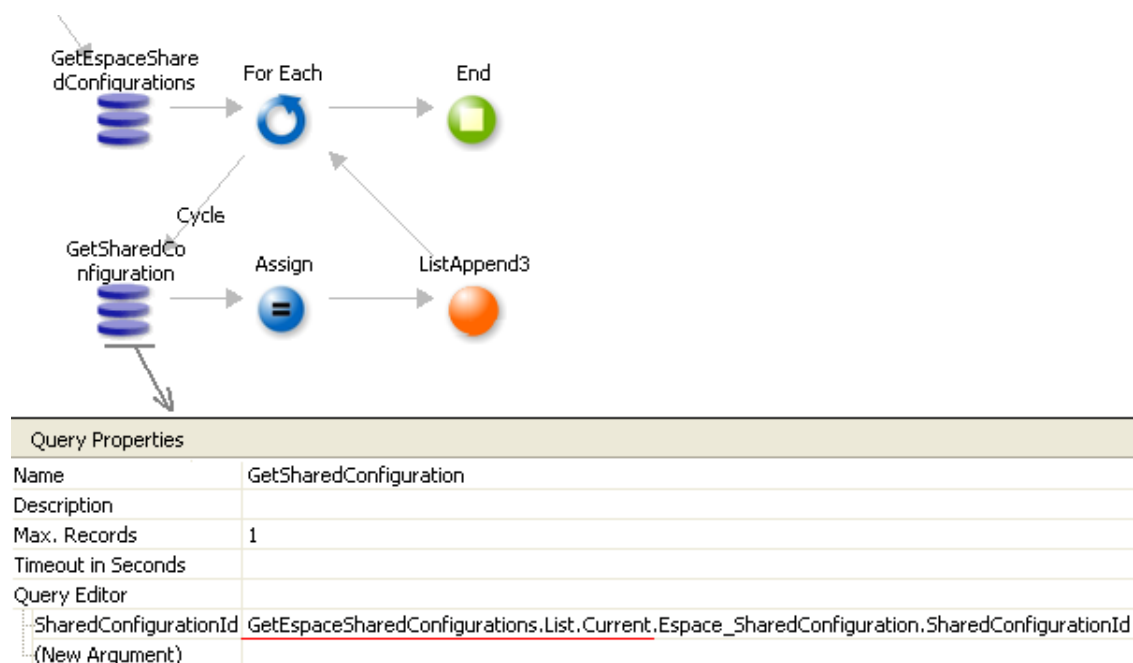 GetEspaceShare
dConfigurations
For Each
End
Cycle
GetSharedCo
nfiguration
Assign
ListAppend3
Query Properties
Name GetSharedConfiguration
Description
Max. Records 1
Timeout in Seconds
Query Editor
SharedConfigurationId GetEspaceSharedConfigurations.List.Current.Espace_SharedConfiguration.SharedConfigurationId
(New Argument)